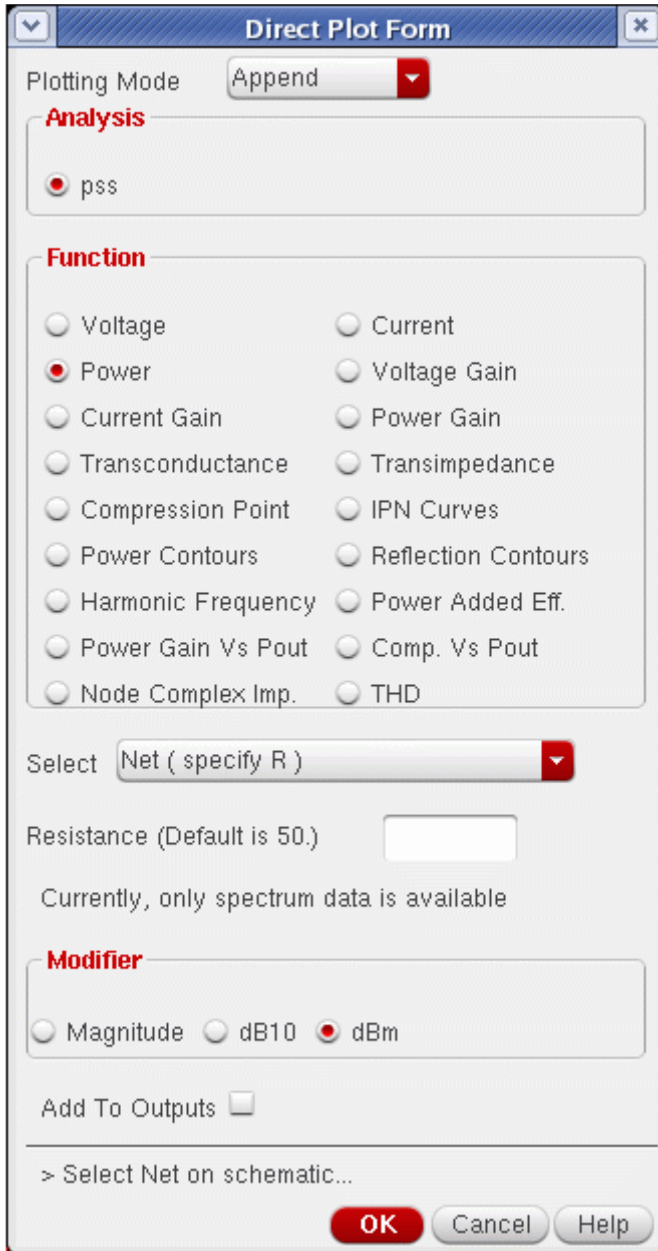 Direct Plot Form
Plotting Mode Append
Analysis
pss
Function
Voltage Current
Power Voltage Gain
Current Gain Power Gain
Transconductance Transimpedance
Compression Point IPN Curves
Power Contours Reflection Contours
Harmonic Frequency Power Added Eff.
Power Gain Vs Pout Comp. Vs Pout
Node Complex Imp. THD
Select Net ( specify R )
Resistance (Default is 50.)
Currently, only spectrum data is available
Modifier
Magnitude dB10 dBm
Add To Outputs
> Select Net on schematic...
OK Cancel Help